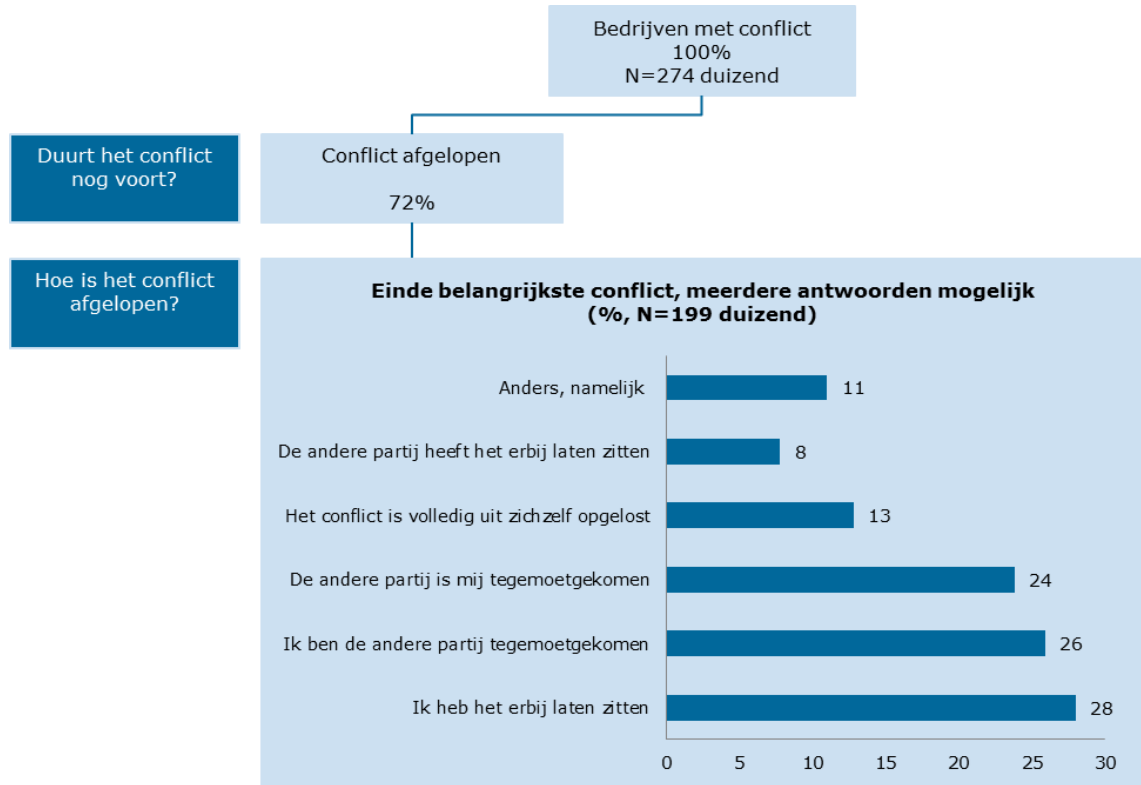 Bedrijven met conflict
100%
N=274 duizend
Duurt het conflict
nog voort?
Conflict afgelopen
72%
Hoe is het conflict
afgelopen?
Einde belangrijkste conflict, meerdere antwoorden mogelijk
(%, N=199 duizend)
Anders, namelijk 11
De andere partij heeft het erbij laten zitten 8
Het conflict is volledig uit zichzelf opgelost 13
De andere partij is mij tegemoetgekomen 24
Ik ben de andere partij tegemoetgekomen 26
Ik heb het erbij laten zitten 28
0 5 10 15 20 25 30